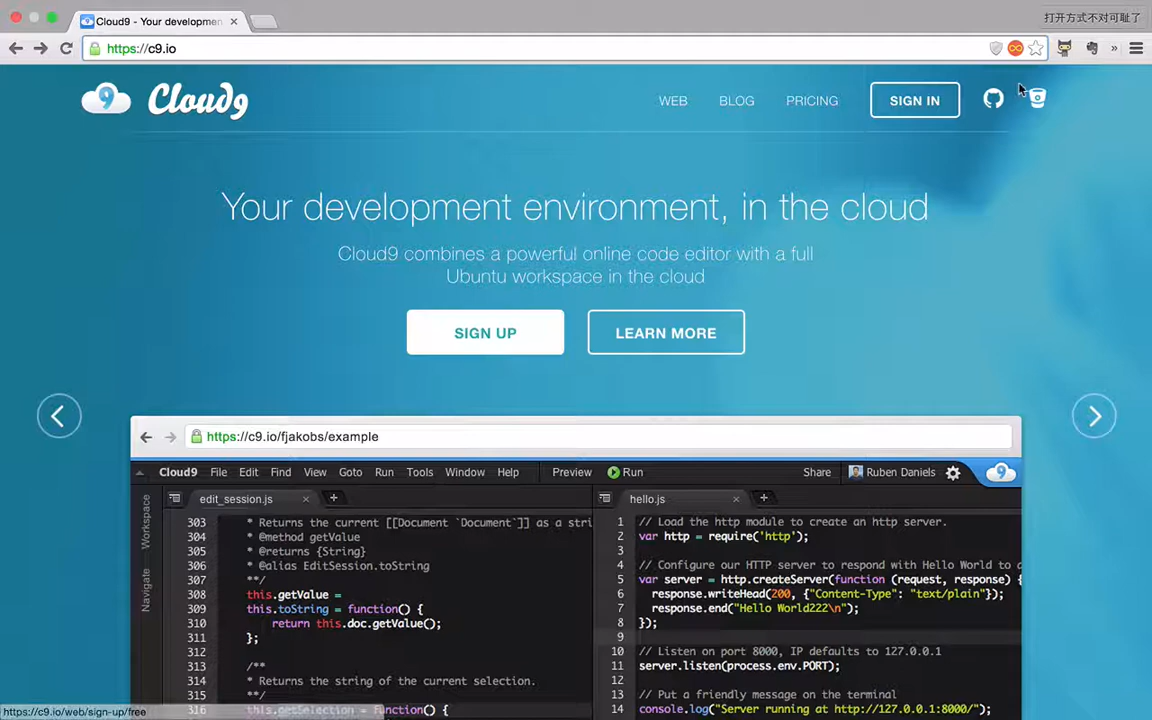 Cloud9 - Your developmen
打开方式不对可耻了
https://c9.io
9 Cloud9
WEB BLOG PRICING SIGN IN
Your development environment, in the cloud
Cloud9 combines a powerful online code editor with a full
Ubuntu workspace in the cloud
SIGN UP LEARN MORE
https://c9.io/fjakobs/example
Cloud9 File Edit Find View Goto Run Tools Window Help Preview Run Share Ruben Daniels 9
Workspace
Navigate
edit_session.js
303 * Returns the current [[Document `Document`]] as a stri
304 * @method getValue
305 * @returns {String}
306 * @alias EditSession.toString
307 **/
308 this.getValue =
309 this.toString = function() {
310 return this.doc.getValue();
311 };
312
313 /**
314 * Returns the string of the current selection.
315 **/
316 this.getSelection = function() {
hello.js
1 // Load the http module to create an http server.
2 var http = require('http');
3
4 // Configure our HTTP server to respond with Hello World to a
5 var server = http.createServer(function (request, response) {
6 response.writeHead(200, {"Content-Type": "text/plain"});
7 response.end("Hello World222\n");
8 });
9
10 // Listen on port 8000, IP defaults to 127.0.0.1
11 server.listen(process.env.PORT);
12
13 // Put a friendly message on the terminal
14 console.log("Server running at http://127.0.0.1:8000/");
https://c9.io/web/sign-up/free